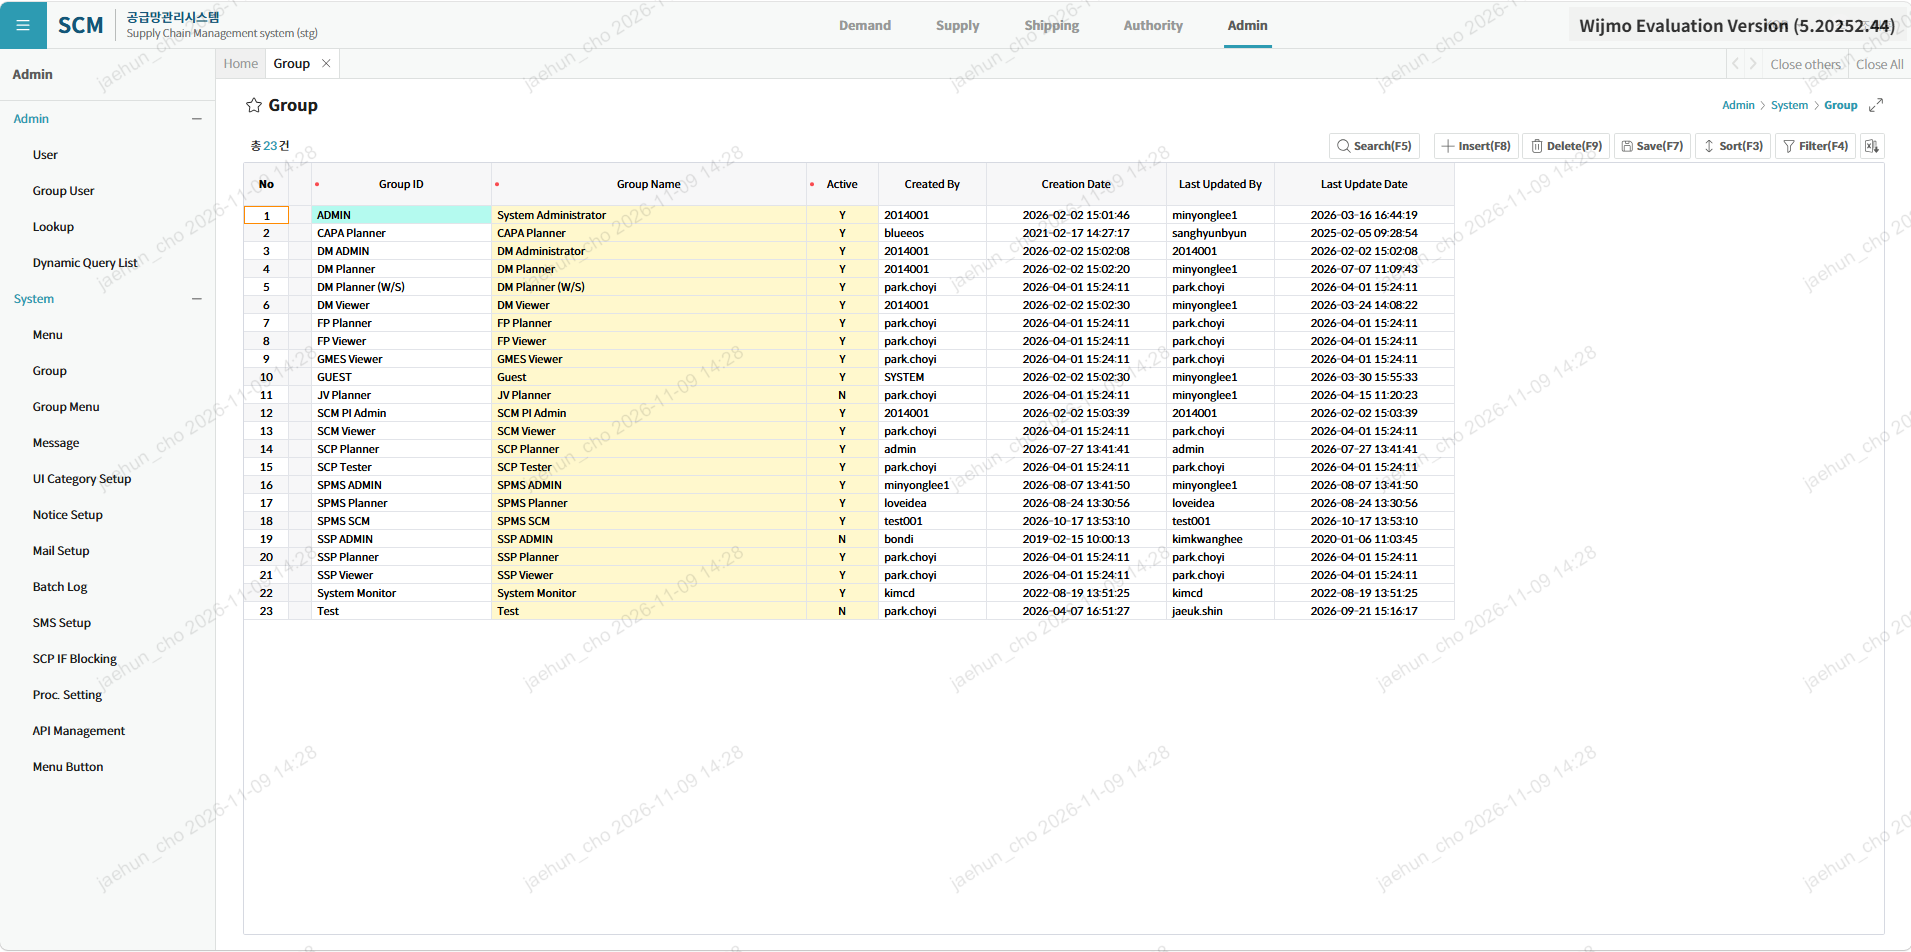 SCM
공급망관리시스템
Supply Chain Management system (stg)
Demand Supply Shipping Authority Admin
Wijmo Evaluation Version (5.20252.44)
Admin
Home Group
Close others Close All
Admin
User
Group User
Lookup
Dynamic Query List
System
Menu
Group
Group Menu
Message
UI Category Setup
Notice Setup
Mail Setup
Batch Log
SMS Setup
SCP IF Blocking
Proc. Setting
API Management
Menu Button
Group
Admin > System > Group
총 23 건
Search(F5) Insert(F8) Delete(F9) Save(F7) Sort(F3) Filter(F4)
No Group ID Group Name Active Created By Creation Date Last Updated By Last Update Date
1 ADMIN System Administrator Y 2014001 2026-02-02 15:01:46 minyonglee1 2026-03-16 16:44:19
2 CAPA Planner CAPA Planner Y blueeos 2021-02-17 14:27:17 sanghyunbyun 2025-02-05 09:28:54
3 DM ADMIN DM Administrator Y 2014001 2026-02-02 15:02:08 2014001 2026-02-02 15:02:08
4 DM Planner DM Planner Y 2014001 2026-02-02 15:02:20 minyonglee1 2026-07-07 11:09:43
5 DM Planner (W/S) DM Planner (W/S) Y park.choyi 2026-04-01 15:24:11 park.choyi 2026-04-01 15:24:11
6 DM Viewer DM Viewer Y 2014001 2026-02-02 15:02:30 minyonglee1 2026-03-24 14:08:22
7 FP Planner FP Planner Y park.choyi 2026-04-01 15:24:11 park.choyi 2026-04-01 15:24:11
8 FP Viewer FP Viewer Y park.choyi 2026-04-01 15:24:11 park.choyi 2026-04-01 15:24:11
9 GMES Viewer GMES Viewer Y park.choyi 2026-04-01 15:24:11 park.choyi 2026-04-01 15:24:11
10 GUEST Guest Y SYSTEM 2026-02-02 15:02:30 minyonglee1 2026-03-30 15:55:33
11 JV Planner JV Planner N park.choyi 2026-04-01 15:24:11 minyonglee1 2026-04-15 11:20:23
12 SCM PI Admin SCM PI Admin Y 2014001 2026-02-02 15:03:39 2014001 2026-02-02 15:03:39
13 SCM Viewer SCM Viewer Y park.choyi 2026-04-01 15:24:11 park.choyi 2026-04-01 15:24:11
14 SCP Planner SCP Planner Y admin 2026-07-27 13:41:41 admin 2026-07-27 13:41:41
15 SCP Tester SCP Tester Y park.choyi 2026-04-01 15:24:11 park.choyi 2026-04-01 15:24:11
16 SPMS ADMIN SPMS ADMIN Y minyonglee1 2026-08-07 13:41:50 minyonglee1 2026-08-07 13:41:50
17 SPMS Planner SPMS Planner Y loveidea 2026-08-24 13:30:56 loveidea 2026-08-24 13:30:56
18 SPMS SCM SPMS SCM Y test001 2026-10-17 13:53:10 test001 2026-10-17 13:53:10
19 SSP ADMIN SSP ADMIN N bondi 2019-02-15 10:00:13 kimkwanghee 2020-01-06 11:03:45
20 SSP Planner SSP Planner Y park.choyi 2026-04-01 15:24:11 park.choyi 2026-04-01 15:24:11
21 SSP Viewer SSP Viewer Y park.choyi 2026-04-01 15:24:11 park.choyi 2026-04-01 15:24:11
22 System Monitor System Monitor Y kimcd 2022-08-19 13:51:25 kimcd 2022-08-19 13:51:25
23 Test Test N park.choyi 2026-04-07 16:51:27 jaeuk.shin 2026-09-21 15:16:17
jaehun_cho 2026-11-09 14:28